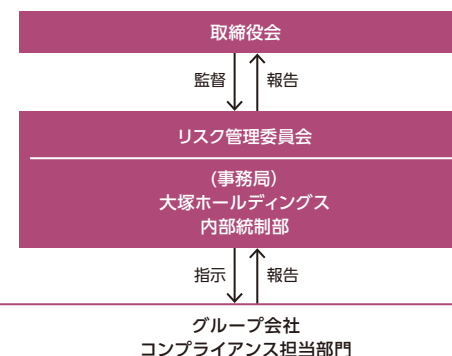 取締役会
監督 報告
リスク管理委員会
(事務局)
大塚ホールディングス
内部統制部
指示 報告
グループ会社
コンプライアンス担当部門